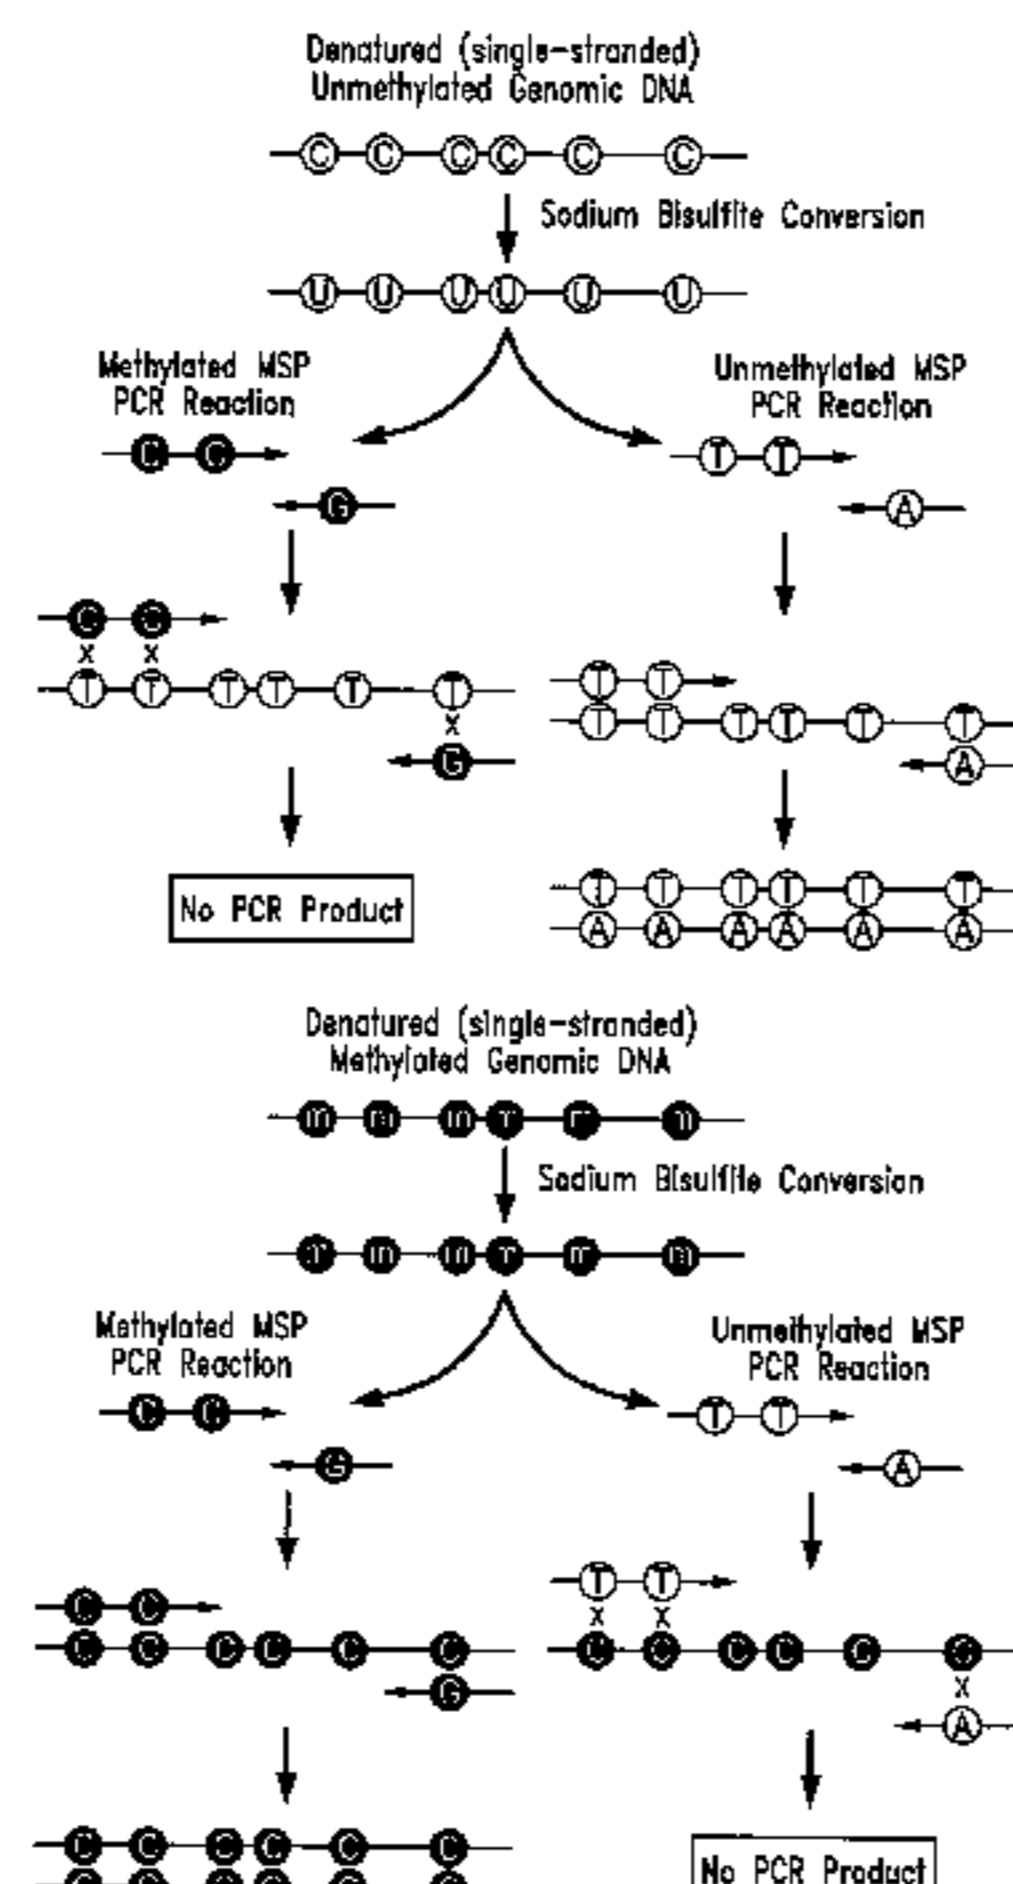 Denatured (single-stranded)
Unmethylated Genomic DNA
C C C C C C
Sodium Bisulfite Conversion
U U U U U U
Methylated MSP
PCR Reaction
Unmethylated MSP
PCR Reaction
T T
G
A
x x
T T T T T T
x
G
T T
T T T T T T
A
No PCR Product
T T T T T T
A A A A A A
Denatured (single-stranded)
Methylated Genomic DNA
m m m m m m
Sodium Bisulfite Conversion
m m m m m m
Methylated MSP
PCR Reaction
Unmethylated MSP
PCR Reaction
T T
G
A
C C
C C C C C C
G
T T
x x
C C C C C C
x
A
C C C C C C
No PCR Product